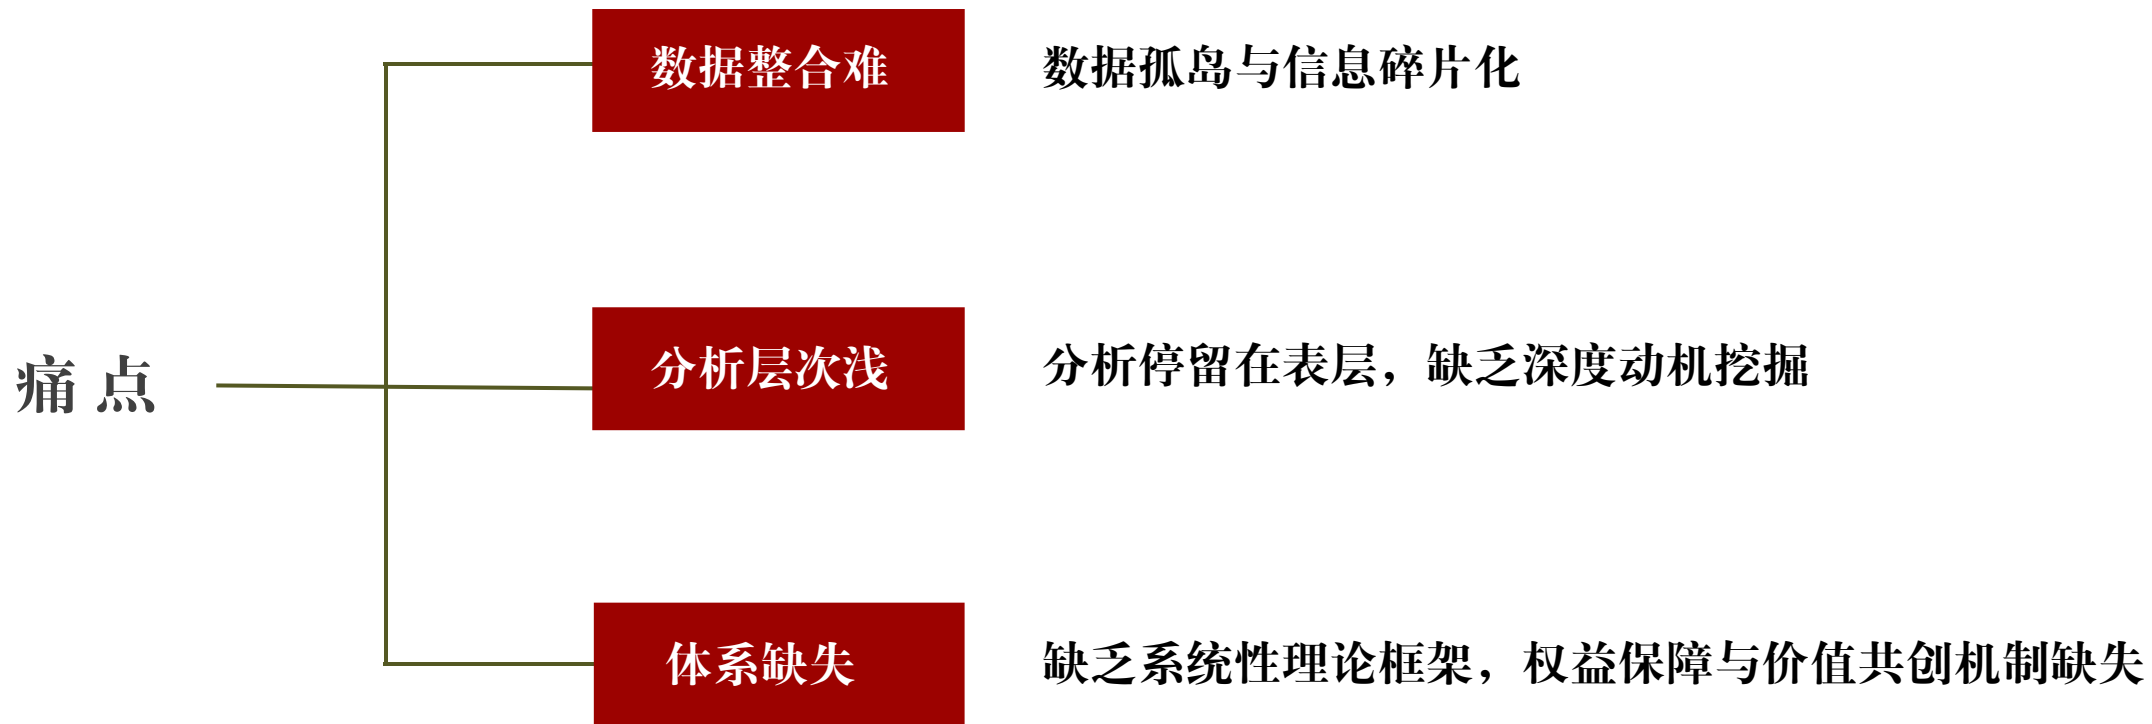 数据整合难
数据孤岛与信息碎片化
痛点
分析层次浅
分析停留在表层，缺乏深度动机挖掘
体系缺失
缺乏系统性理论框架，权益保障与价值共创机制缺失